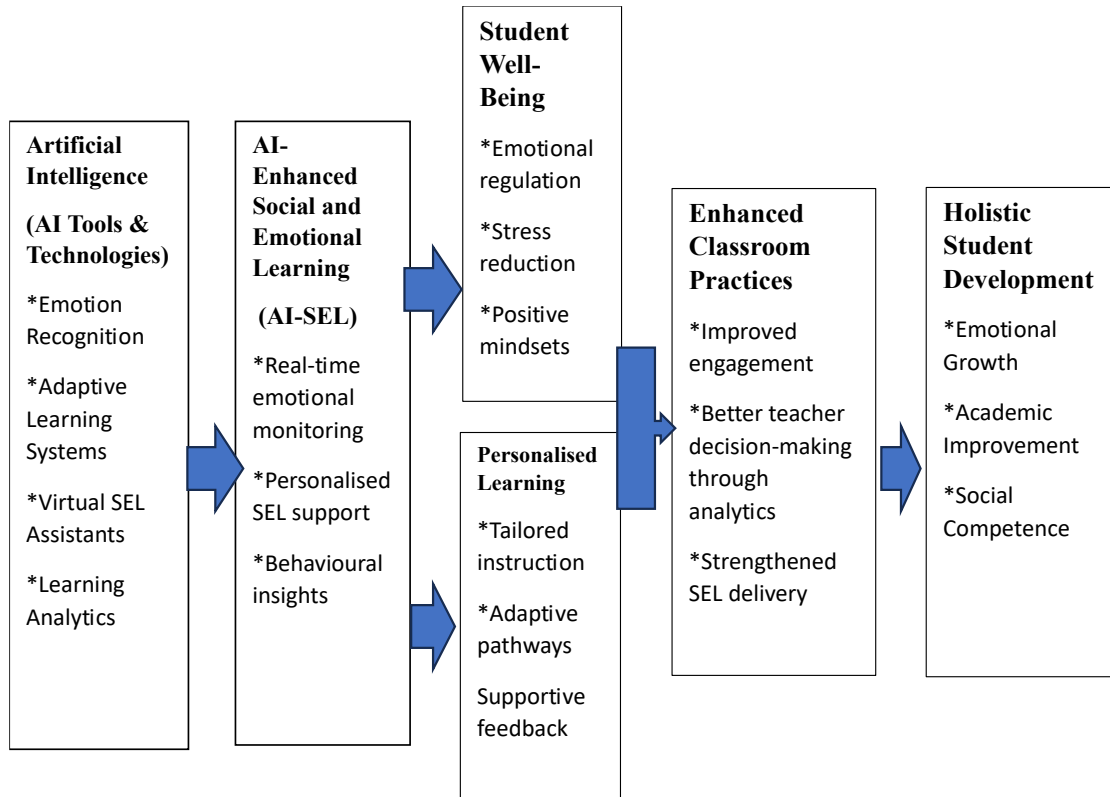 Artificial
Intelligence
(AI Tools &
Technologies)
*Emotion
Recognition
*Adaptive
Learning
Systems
*Virtual SEL
Assistants
*Learning
Analytics
AI-
Enhanced
Social and
Emotional
Learning
(AI-SEL)
*Real-time
emotional
monitoring
*Personalised
SEL support
*Behavioural
insights
Student
Well-
Being
*Emotional
regulation
*Stress
reduction
*Positive
mindsets
Personalised
Learning
*Tailored
instruction
*Adaptive
pathways
Supportive
feedback
Enhanced
Classroom
Practices
*Improved
engagement
*Better teacher
decision-making
through
analytics
*Strengthened
SEL delivery
Holistic
Student
Development
*Emotional
Growth
*Academic
Improvement
*Social
Competence